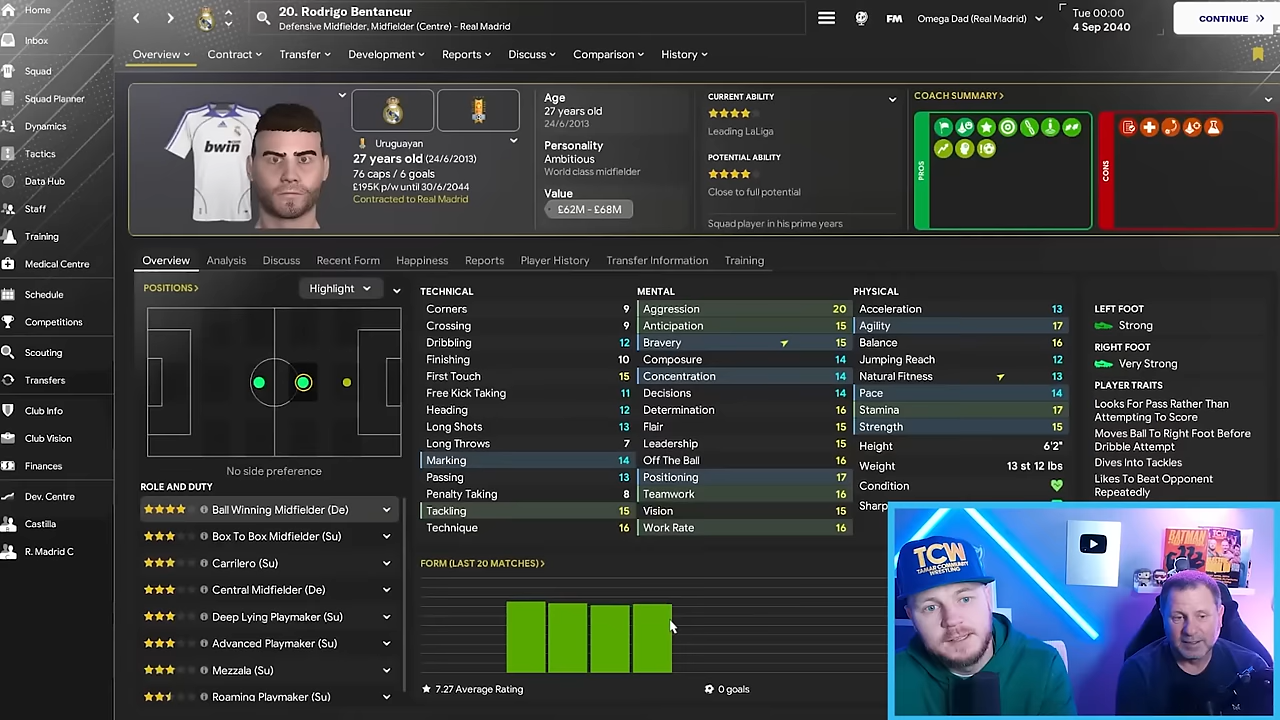 Home
Inbox
Squad
Squad Planner
Dynamics
Tactics
Data Hub
Staff
Training
Medical Centre
Schedule
Competitions
Scouting
Transfers
Club Info
Club Vision
Finances
Dev. Centre
Castilla
R. Madrid C
20. Rodrigo Bentancur
Defensive Midfielder, Midfielder (Centre) - Real Madrid
FM
Omega Dad (Real Madrid)
Tue 00:00
4 Sep 2040
CONTINUE
Overview
Contract
Transfer
Development
Reports
Discuss
Comparison
History
bwin
Uruguayan
27 years old (24/6/2013)
76 caps / 6 goals
£195K p/w until 30/6/2044
Contracted to Real Madrid
Age
27 years old
24/6/2013
Personality
Ambitious
World class midfielder
Value
£62M - £68M
CURRENT ABILITY
Leading LaLiga
POTENTIAL ABILITY
Close to full potential
Squad player in his prime years
COACH SUMMARY
PROS
CONS
Overview
Analysis
Discuss
Recent Form
Happiness
Reports
Player History
Transfer Information
Training
POSITIONS
Highlight
No side preference
ROLE AND DUTY
Ball Winning Midfielder (De)
Box To Box Midfielder (Su)
Carrilero (Su)
Central Midfielder (De)
Deep Lying Playmaker (Su)
Advanced Playmaker (Su)
Mezzala (Su)
Roaming Playmaker (Su)
TECHNICAL
Corners 9
Crossing 9
Dribbling 12
Finishing 10
First Touch 15
Free Kick Taking 11
Heading 12
Long Shots 13
Long Throws 7
Marking 14
Passing 13
Penalty Taking 8
Tackling 15
Technique 16
MENTAL
Aggression 20
Anticipation 15
Bravery 15
Composure 14
Concentration 14
Decisions 14
Determination 16
Flair 15
Leadership 15
Off The Ball 16
Positioning 17
Teamwork 16
Vision 15
Work Rate 16
PHYSICAL
Acceleration 13
Agility 17
Balance 16
Jumping Reach 12
Natural Fitness 13
Pace 14
Stamina 17
Strength 15
Height 6'2"
Weight 13 st 12 lbs
Condition
LEFT FOOT
Strong
RIGHT FOOT
Very Strong
PLAYER TRAITS
Looks For Pass Rather Than
Attempting To Score
Moves Ball To Right Foot Before
Dribble Attempt
Dives Into Tackles
Likes To Beat Opponent
Repeatedly
FORM (LAST 20 MATCHES)
7.27 Average Rating
0 goals
TCW
TAMAR COMMUNITY
WRESTLING
BATMAN
TCW